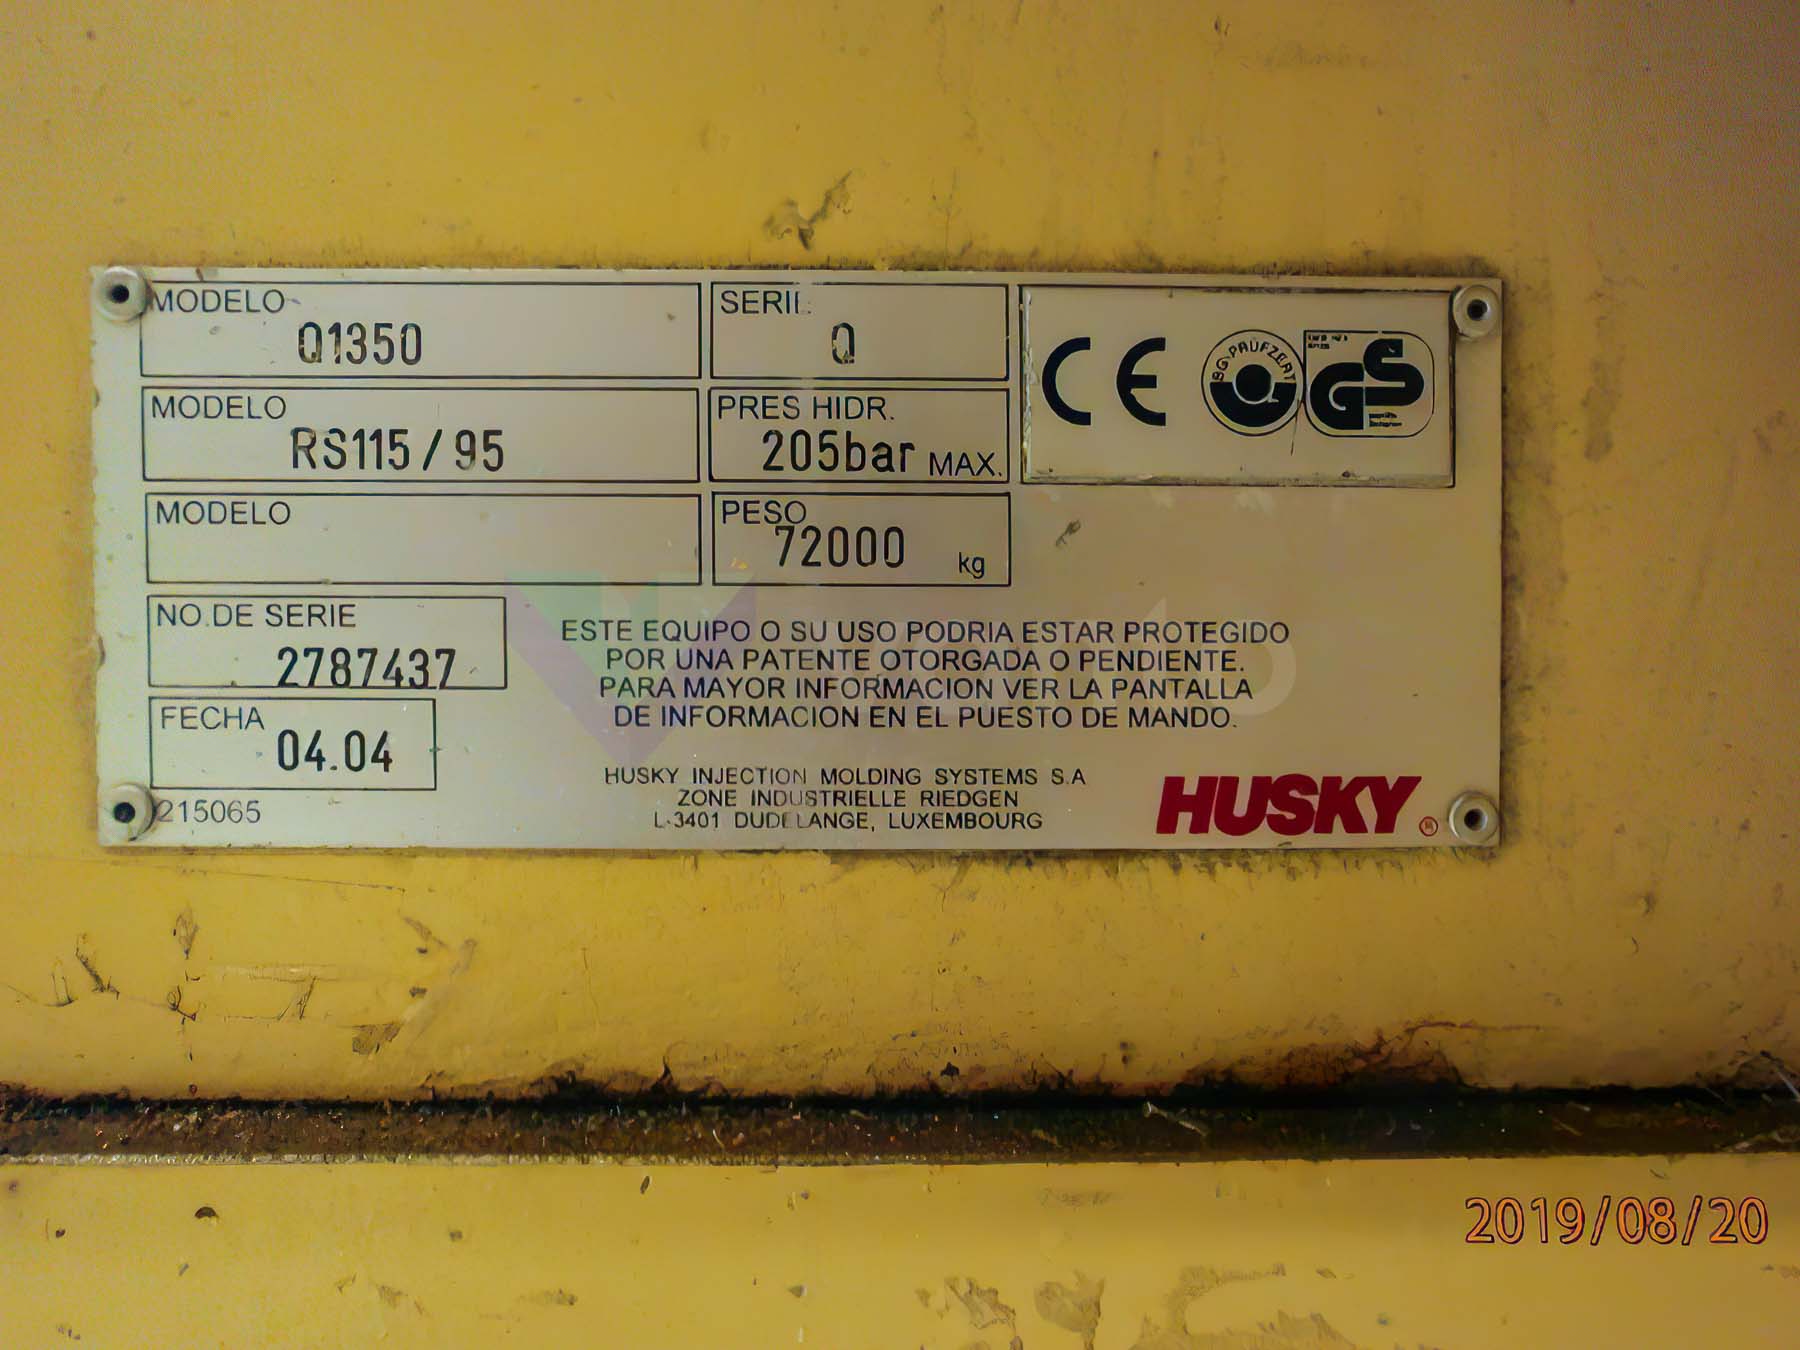 MODELO
Q1350
SERIE
Q
CE
BG-PRÜFZERT
GS
MODELO
RS115/95
PRES HIDR.
205bar MAX.
MODELO
PESO
72000 kg
NO.DE SERIE
2787437
FECHA
04.04
215065
ESTE EQUIPO O SU USO PODRIA ESTAR PROTEGIDO
POR UNA PATENTE OTORGADA O PENDIENTE.
PARA MAYOR INFORMACION VER LA PANTALLA
DE INFORMACION EN EL PUESTO DE MANDO.
HUSKY INJECTION MOLDING SYSTEMS S.A
ZONE INDUSTRIELLE RIEDGEN
L-3401 DUDELANGE, LUXEMBOURG
HUSKY®
2019/08/20